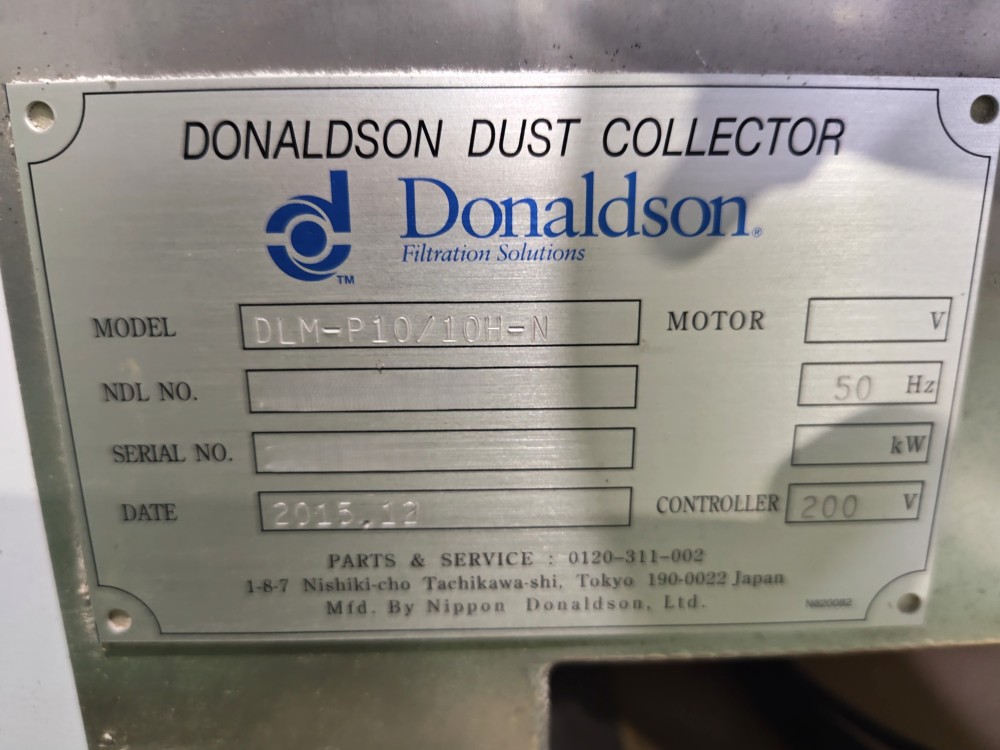 DONALDSON DUST COLLECTOR
Donaldson®
Filtration Solutions
TM
MODEL DLM-P10/10H-N MOTOR V
NDL NO. 50 Hz
SERIAL NO. kW
DATE 2015.12 CONTROLLER 200 V
PARTS & SERVICE : 0120-311-002
1-8-7 Nishiki-cho Tachikawa-shi, Tokyo 190-0022 Japan
Mfd. By Nippon Donaldson, Ltd.